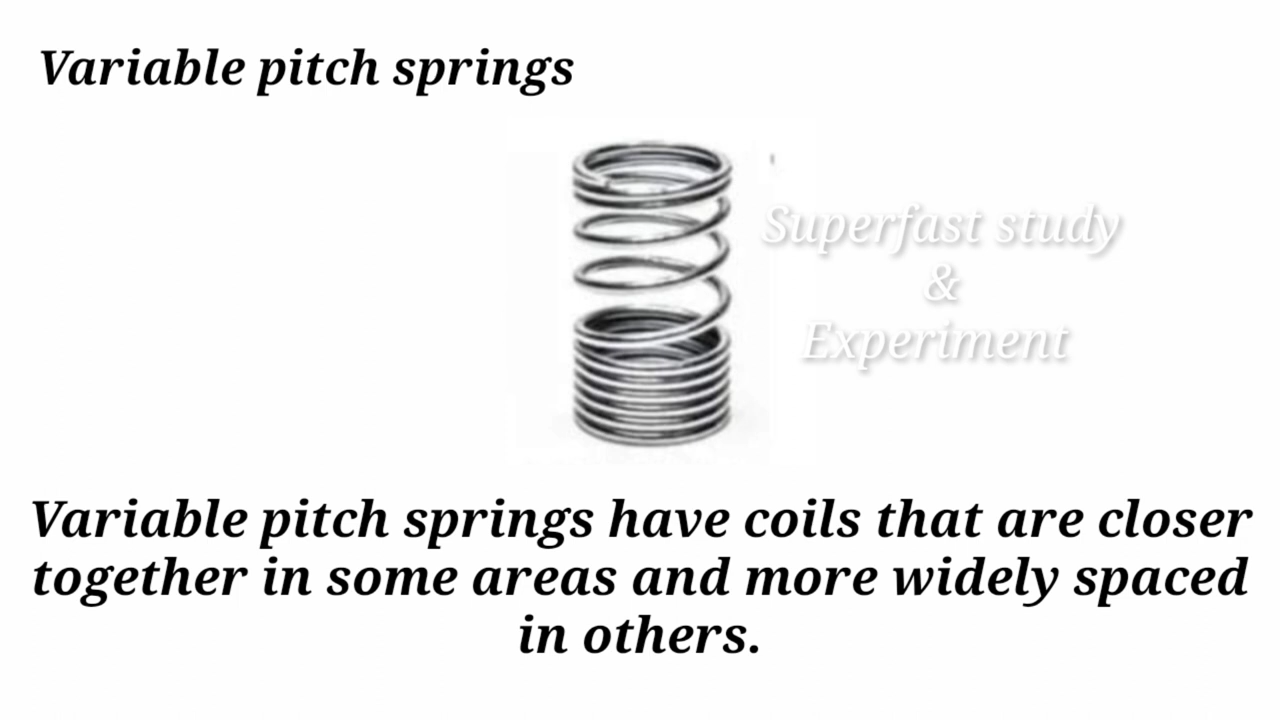 Variable pitch springs
Superfast study
&
Experiment
Variable pitch springs have coils that are closer
together in some areas and more widely spaced
in others.